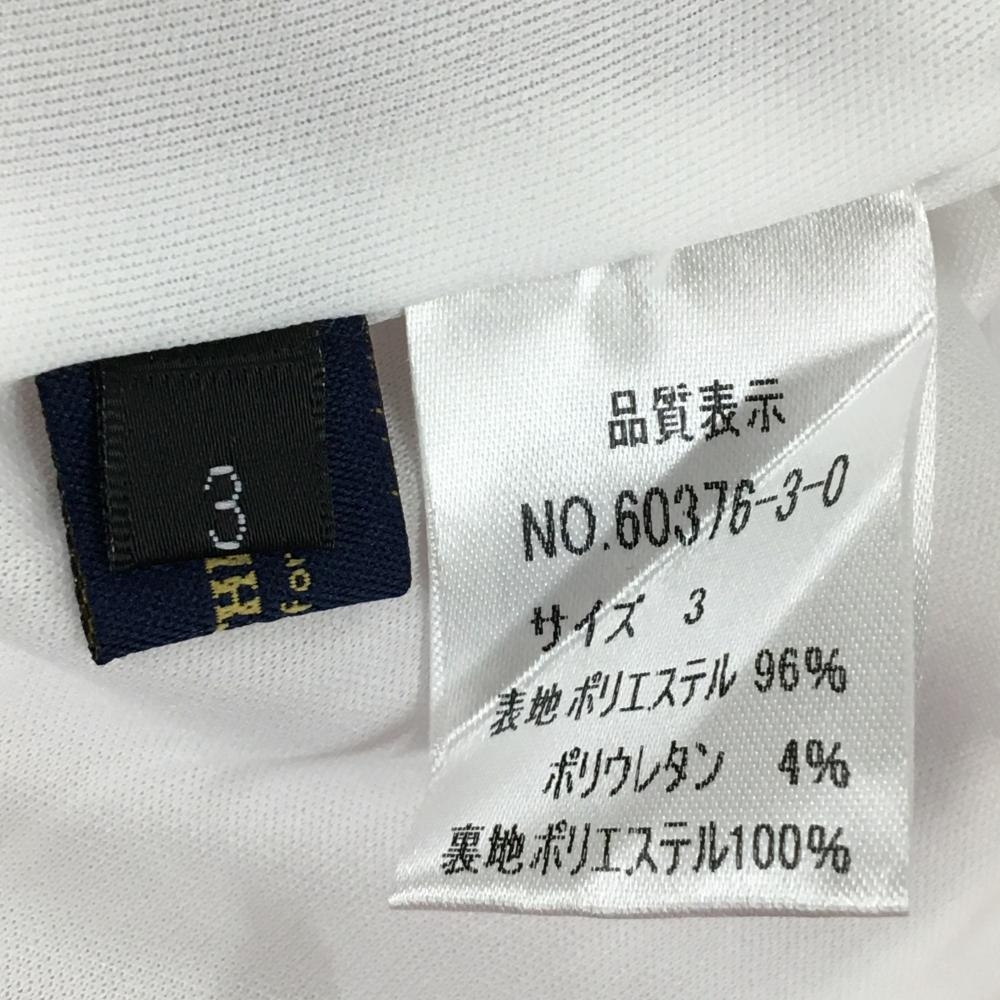 3
for
品質表示
NO.60376-3-0
サイズ 3
表地 ポリエステル 96%
ポリウレタン 4%
裏地 ポリエステル100%